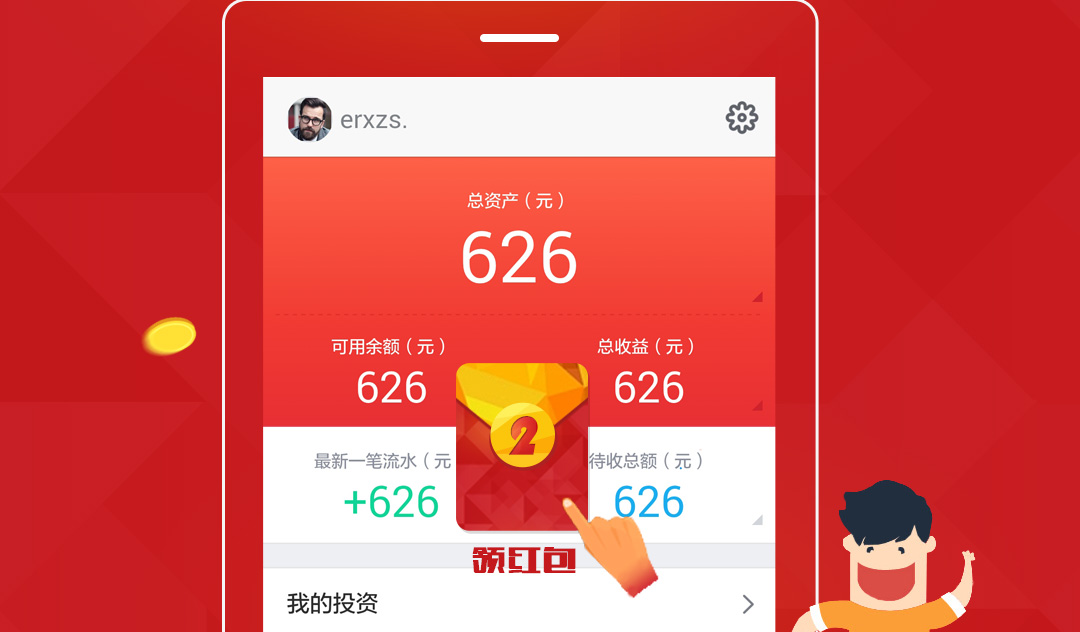 erxzs.
总资产（元）
626
可用余额（元） 总收益（元）
626 626
2
最新一笔流水（元 待收总额（元）
+626 626
领红包
我的投资